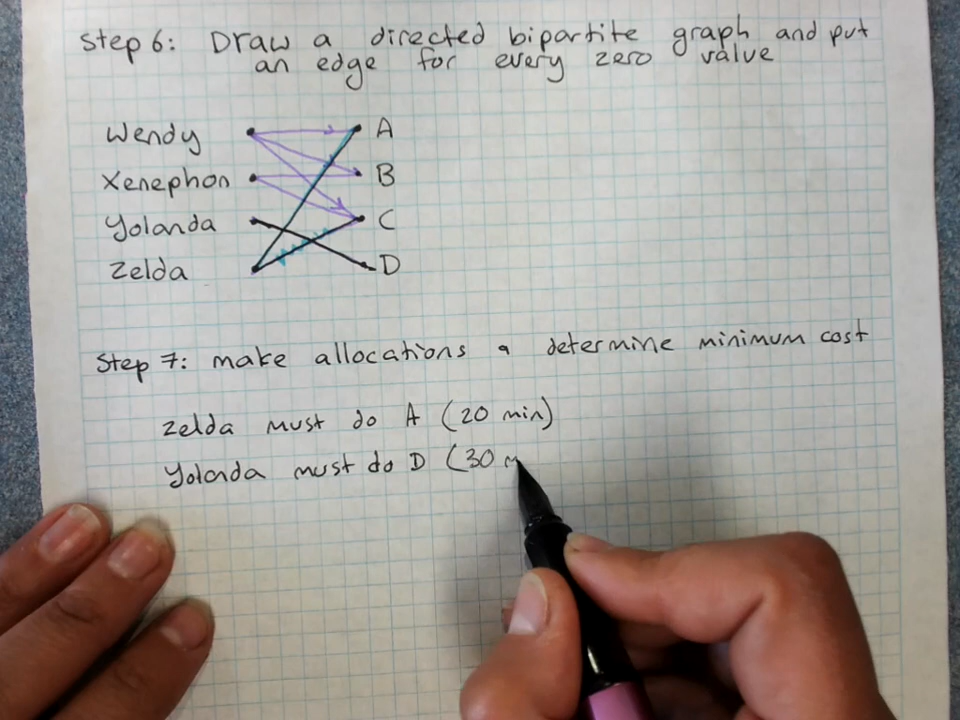 Step 6: Draw a directed bipartite graph and put
an edge for every zero value
Wendy A
Xenephon B
Yolanda C
Zelda D
Step 7: make allocations & determine minimum cost
Zelda must do A (20 min)
Yolanda must do D (30 m